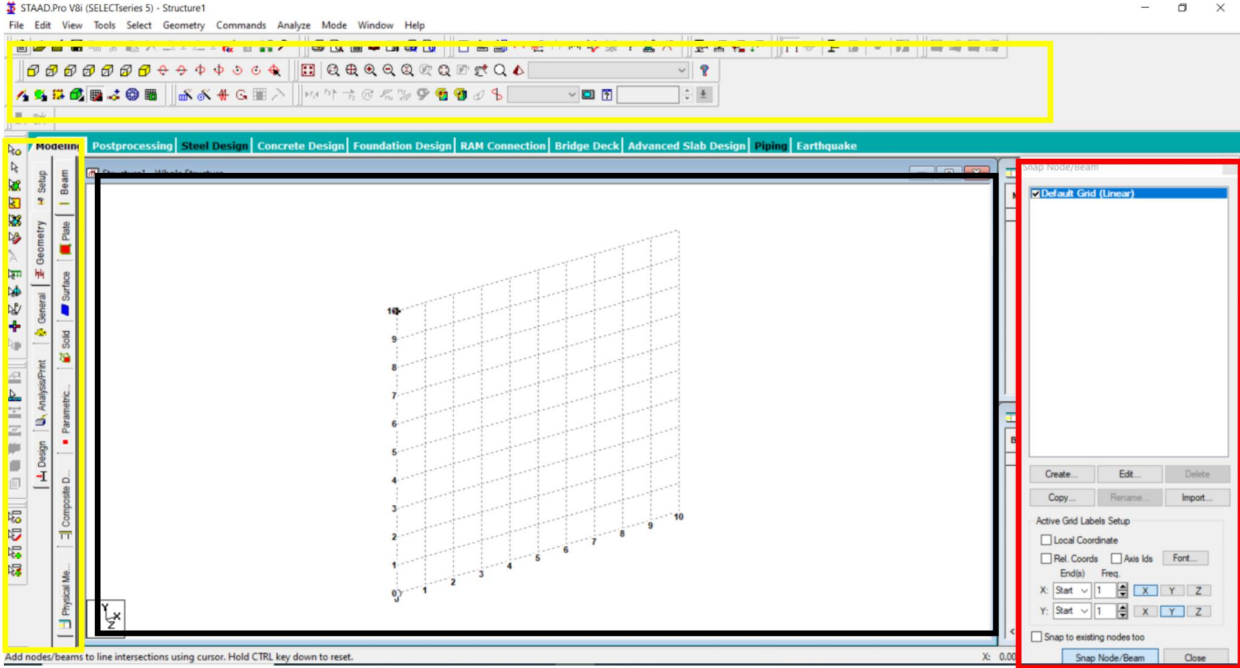 STAAD.Pro V8i (SELECTseries 5) - Structure1
File Edit View Tools Select Geometry Commands Analyze Mode Window Help
Modeling Postprocessing Steel Design Concrete Design Foundation Design RAM Connection Bridge Deck Advanced Slab Design Piping Earthquake
Setup
Geometry
General
Analysis/Print
Design
Beam
Plate
Surface
Solid
Parametric...
Composite D...
Physical Me...
Structure1 - Whole Structure
10
9
8
7
6
5
4
3
2
1
0
1
2
3
4
5
6
7
8
9
10
Y
X
Z
Snap Node/Beam
Default Grid (Linear)
Create... Edit... Delete
Copy... Rename... Import...
Active Grid Labels Setup
Local Coordinate
Rel. Coords Axis Ids Font...
End(s) Freq.
X: Start 1 X Y Z
Y: Start 1 X Y Z
Snap to existing nodes too
Snap Node/Beam Close
Add nodes/beams to line intersections using cursor. Hold CTRL key down to reset.
X: 0.00